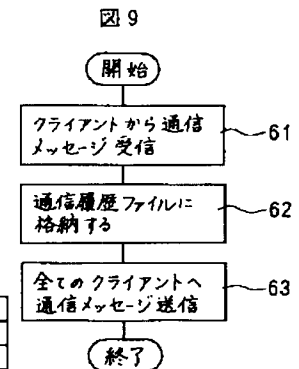 図9
開始
クライアントから通信
メッセージ受信
61
通信履歴ファイルに
格納する
62
全てのクライアントへ
通信メッセージ送信
63
終了